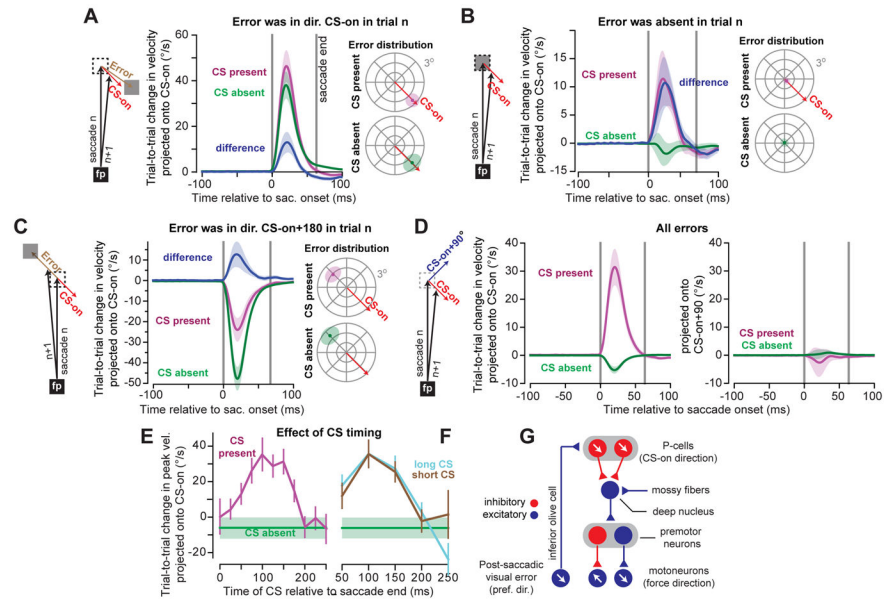 A
Error was in dir. CS-on in trial n
Error
CS-on
saccade n
n+1
fp
Trial-to-trial change in velocity
projected onto CS-on (°/s)
60
40
20
0
CS present
CS absent
difference
saccade end
-100
0
100
Time relative to sac. onset
(ms)
Error distribution
CS present
3°
CS-on
CS absent
B
Error was absent in trial n
CS-on
saccade n
n+1
fp
Trial-to-trial change in velocity
projected onto CS-on (°/s)
10
5
0
-5
-15
CS present
difference
CS absent
-100
0
100
Time relative to sac. onset (ms)
Error distribution
CS present
CS-on
CS absent
C
Error was in dir. CS-on+180 in trial n
Error
CS-on
n+1
saccade n
fp
Trial-to-trial change in velocity
projected onto CS-on (°/s)
10
0
-10
-20
-30
-40
-50
difference
CS present
CS absent
-100
0
100
Time relative to sac. onset (ms)
Error distribution
CS present
3°
CS-on
CS absent
D
All errors
CS-on+90°
CS-on
saccade n
n+1
fp
Trial-to-trial change in velocity
projected onto CS-on (°/s)
40
30
20
10
0
-10
CS present
CS absent
-100
-50
0
50
100
projected onto
CS-on+90 (°/s)
40
30
20
10
0
-10
CS present
CS absent
-100
-50
0
50
100
Time relative to saccade onset (ms)
E
Effect of CS timing
F
Trial-to-trial change in peak vel.
projected onto CS-on (°/s)
40
20
0
-20
CS
present
CS absent
0
100
200
long CS
short CS
50
100
150
200
250
Time of CS relative to saccade end (ms)
G
P-cells
(CS-on direction)
mossy fibers
deep nucleus
inhibitory
excitatory
inferior olive cell
premotor
neurons
Post-saccadic
visual error
(pref. dir.)
motoneurons
(force direction)